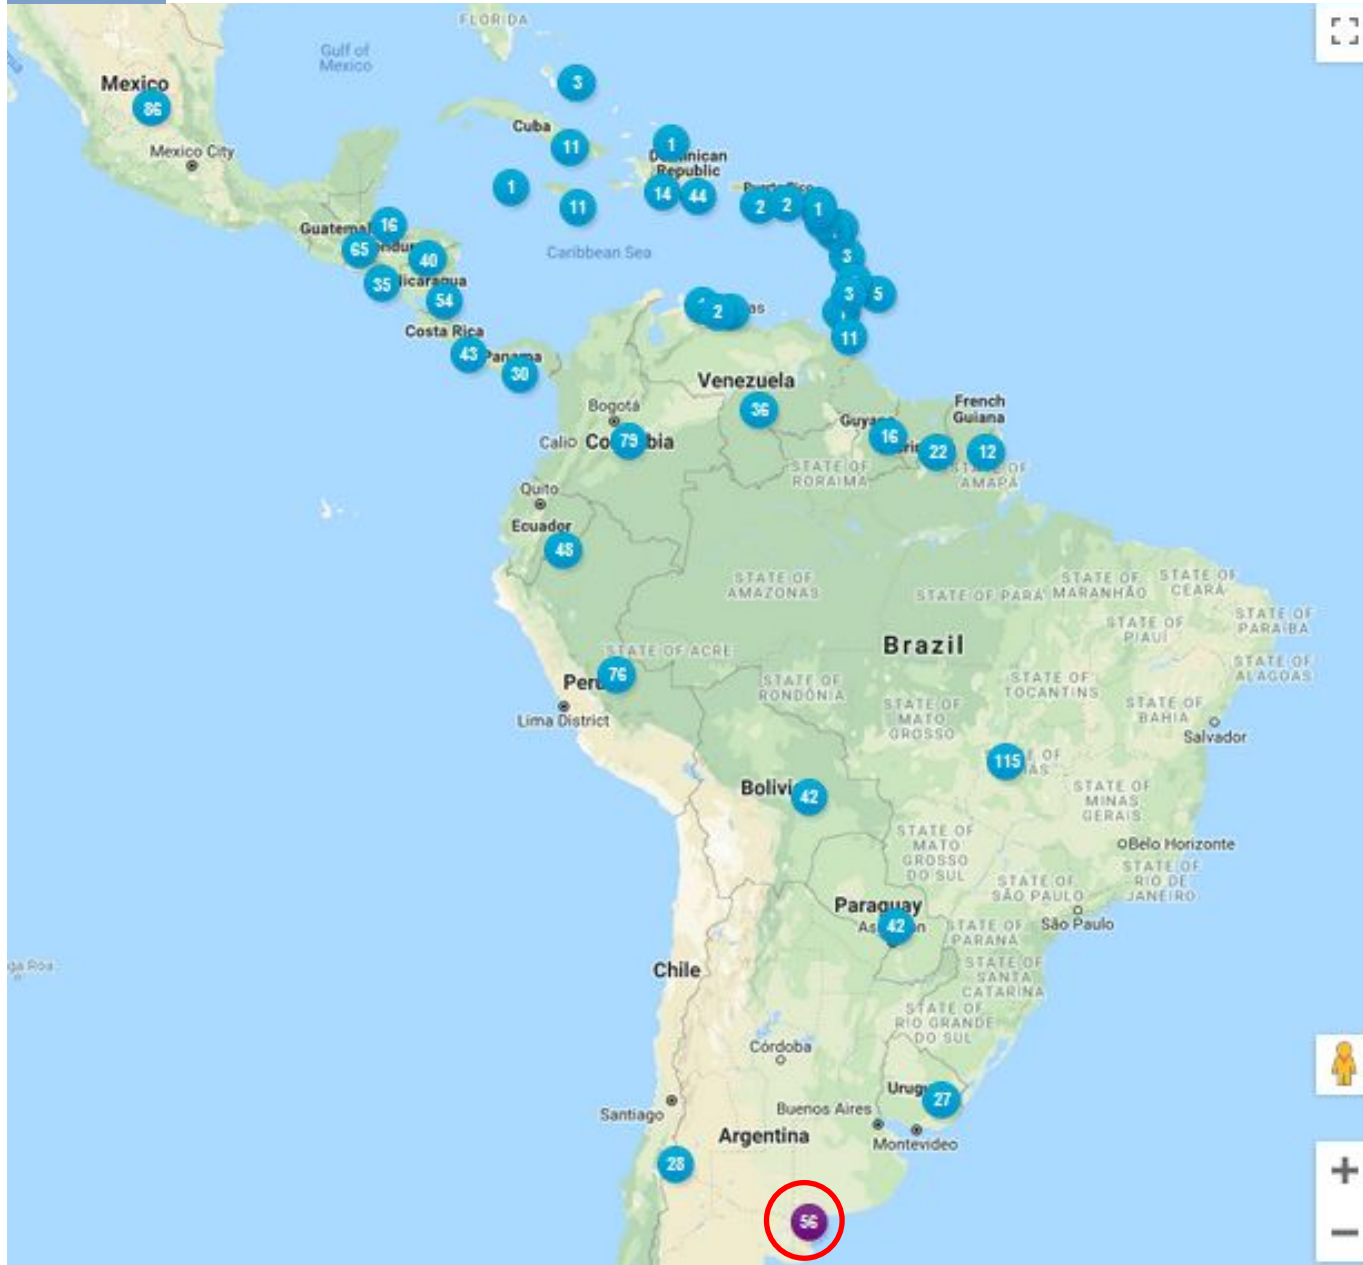 FLORIDA
Gulf of
Mexico
Mexico
86
3
Mexico City
Cuba
11
1
Dominican
Republic
1
11
14
44
2
2
1
Guatemal
16
65
40
Caribbean Sea
3
35
Nicaragua
54
3
5
2
as
11
Costa Rica
43
Panama
30
Venezuela
36
Bogotá
French
Guiana
Cali
79
16
22
12
STATE OF
RORAIMA
STATE OF
AMAPÁ
Quito
Ecuador
48
STATE OF
AMAZONAS
STATE OF PARÁ
STATE OF
MARANHÃO
STATE OF
CEARÁ
STATE OF
PIAUÍ
STATE OF
PARAÍBA
Brazil
STATE OF ACRE
STATE OF
ALAGOAS
Peru
76
STATE OF
RONDÔNIA
STATE OF
TOCANTINS
Lima District
STATE OF
MATO
GROSSO
STATE OF
BAHIA
Salvador
115
Bolivi
42
STATE OF
MINAS
GERAIS
STATE OF
MATO
GROSSO
DO SUL
Belo Horizonte
STATE OF
SÃO PAULO
STATE OF
RIO DE
JANEIRO
Paraguay
42
STATE OF
PARANÁ
São Paulo
Chile
STATE OF
SANTA
CATARINA
STATE OF
RIO GRANDE
DO SUL
Córdoba
Urugu
27
Santiago
Buenos Aires
Argentina
Montevideo
28
56